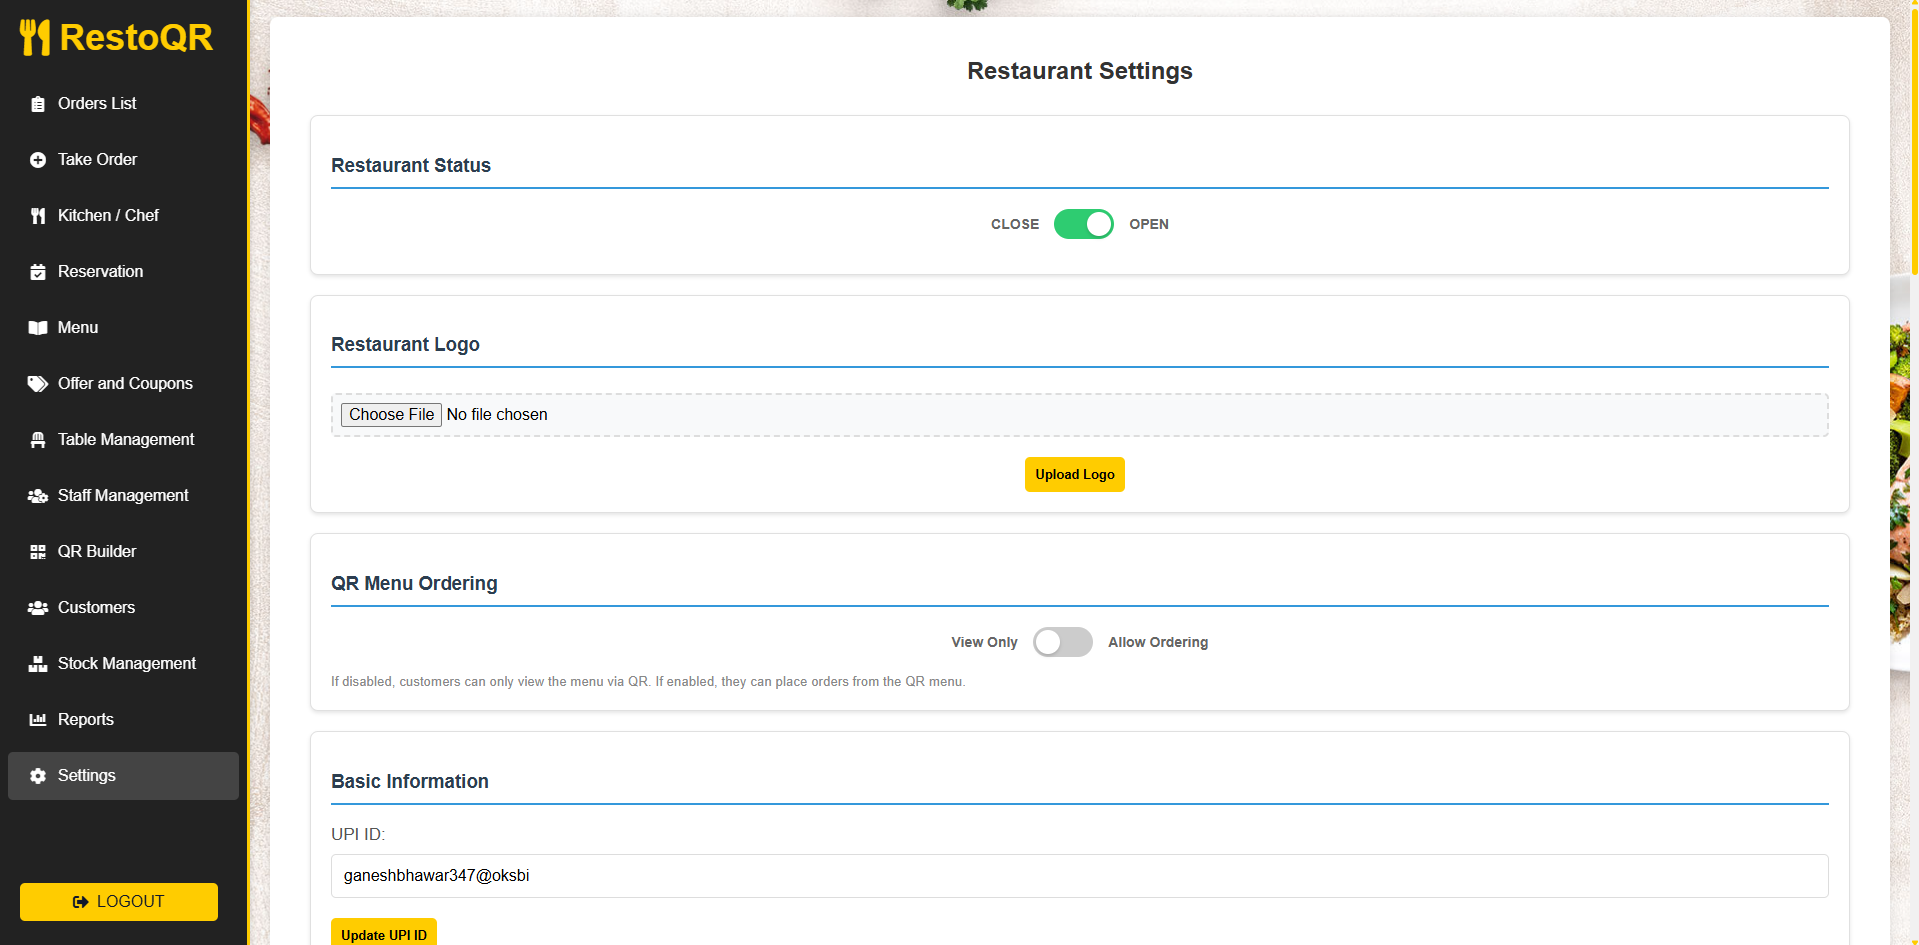 RestoQR
Orders List
Take Order
Kitchen / Chef
Reservation
Menu
Offer and Coupons
Table Management
Staff Management
QR Builder
Customers
Stock Management
Reports
Settings
LOGOUT
Restaurant Settings
Restaurant Status
CLOSE OPEN
Restaurant Logo
Choose File No file chosen
Upload Logo
QR Menu Ordering
View Only Allow Ordering
If disabled, customers can only view the menu via QR. If enabled, they can place orders from the QR menu.
Basic Information
UPI ID:
ganeshbhawar347@oksbi
Update UPI ID